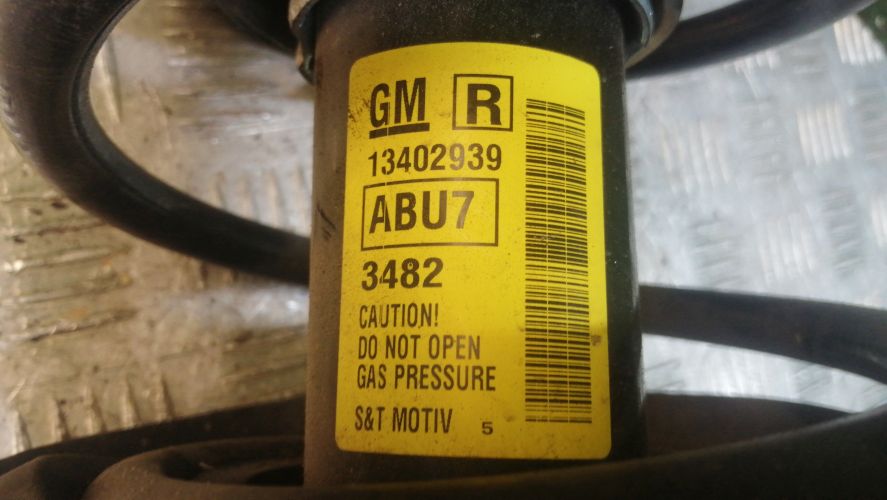 GM R
13402939
ABU7
3482
CAUTION!
DO NOT OPEN
GAS PRESSURE
S&T MOTIV 5